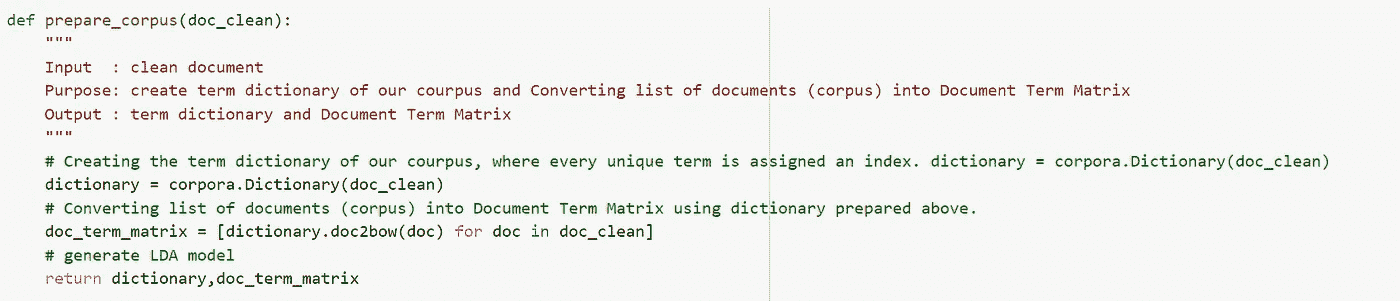 def prepare_corpus(doc_clean):
    """
    Input  : clean document
    Purpose: create term dictionary of our courpus and Converting list of documents (corpus) into Document Term Matrix
    Output : term dictionary and Document Term Matrix
    """
    # Creating the term dictionary of our courpus, where every unique term is assigned an index. dictionary = corpora.Dictionary(doc_clean)
    dictionary = corpora.Dictionary(doc_clean)
    # Converting list of documents (corpus) into Document Term Matrix using dictionary prepared above.
    doc_term_matrix = [dictionary.doc2bow(doc) for doc in doc_clean]
    # generate LDA model
    return dictionary,doc_term_matrix